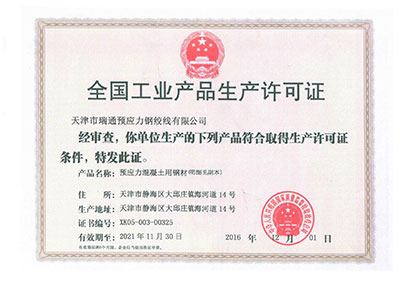 全国工业产品生产许可证
天津市瑞通预应力钢绞线有限公司
经审查，你单位生产的下列产品符合取得生产许可证
条件，特发此证。
产品名称： 预应力混凝土用钢材(明细见副本)
住 所： 天津市静海区大邱庄镇海河道14号
生产地址： 天津市静海区大邱庄镇海河道14号
证书编号： XK05-003-00325
有效期至： 2021年11月30日 2016 年 12 月 01 日